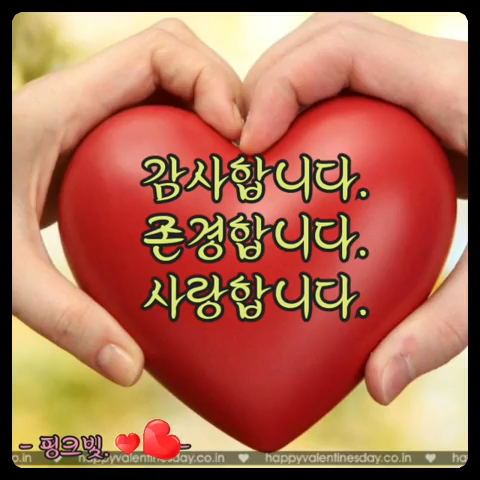 감사합니다.
존경합니다.
사랑합니다.
- 핑크빛. -
happyvalentinesday.co.in happyvalentinesday.co.in